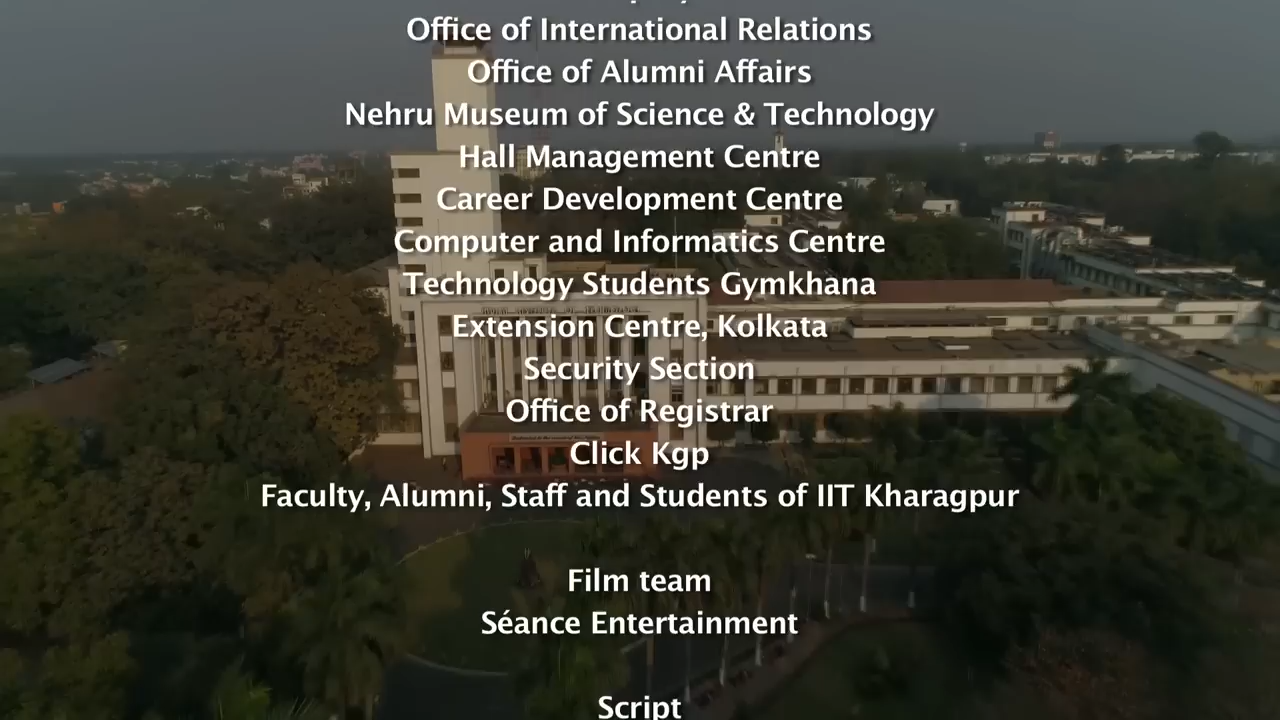 Office of International Relations
Office of Alumni Affairs
Nehru Museum of Science & Technology
Hall Management Centre
Career Development Centre
Computer and Informatics Centre
Technology Students Gymkhana
Extension Centre, Kolkata
Security Section
Office of Registrar
Click Kgp
Faculty, Alumni, Staff and Students of IIT Kharagpur
Film team
Séance Entertainment
Script